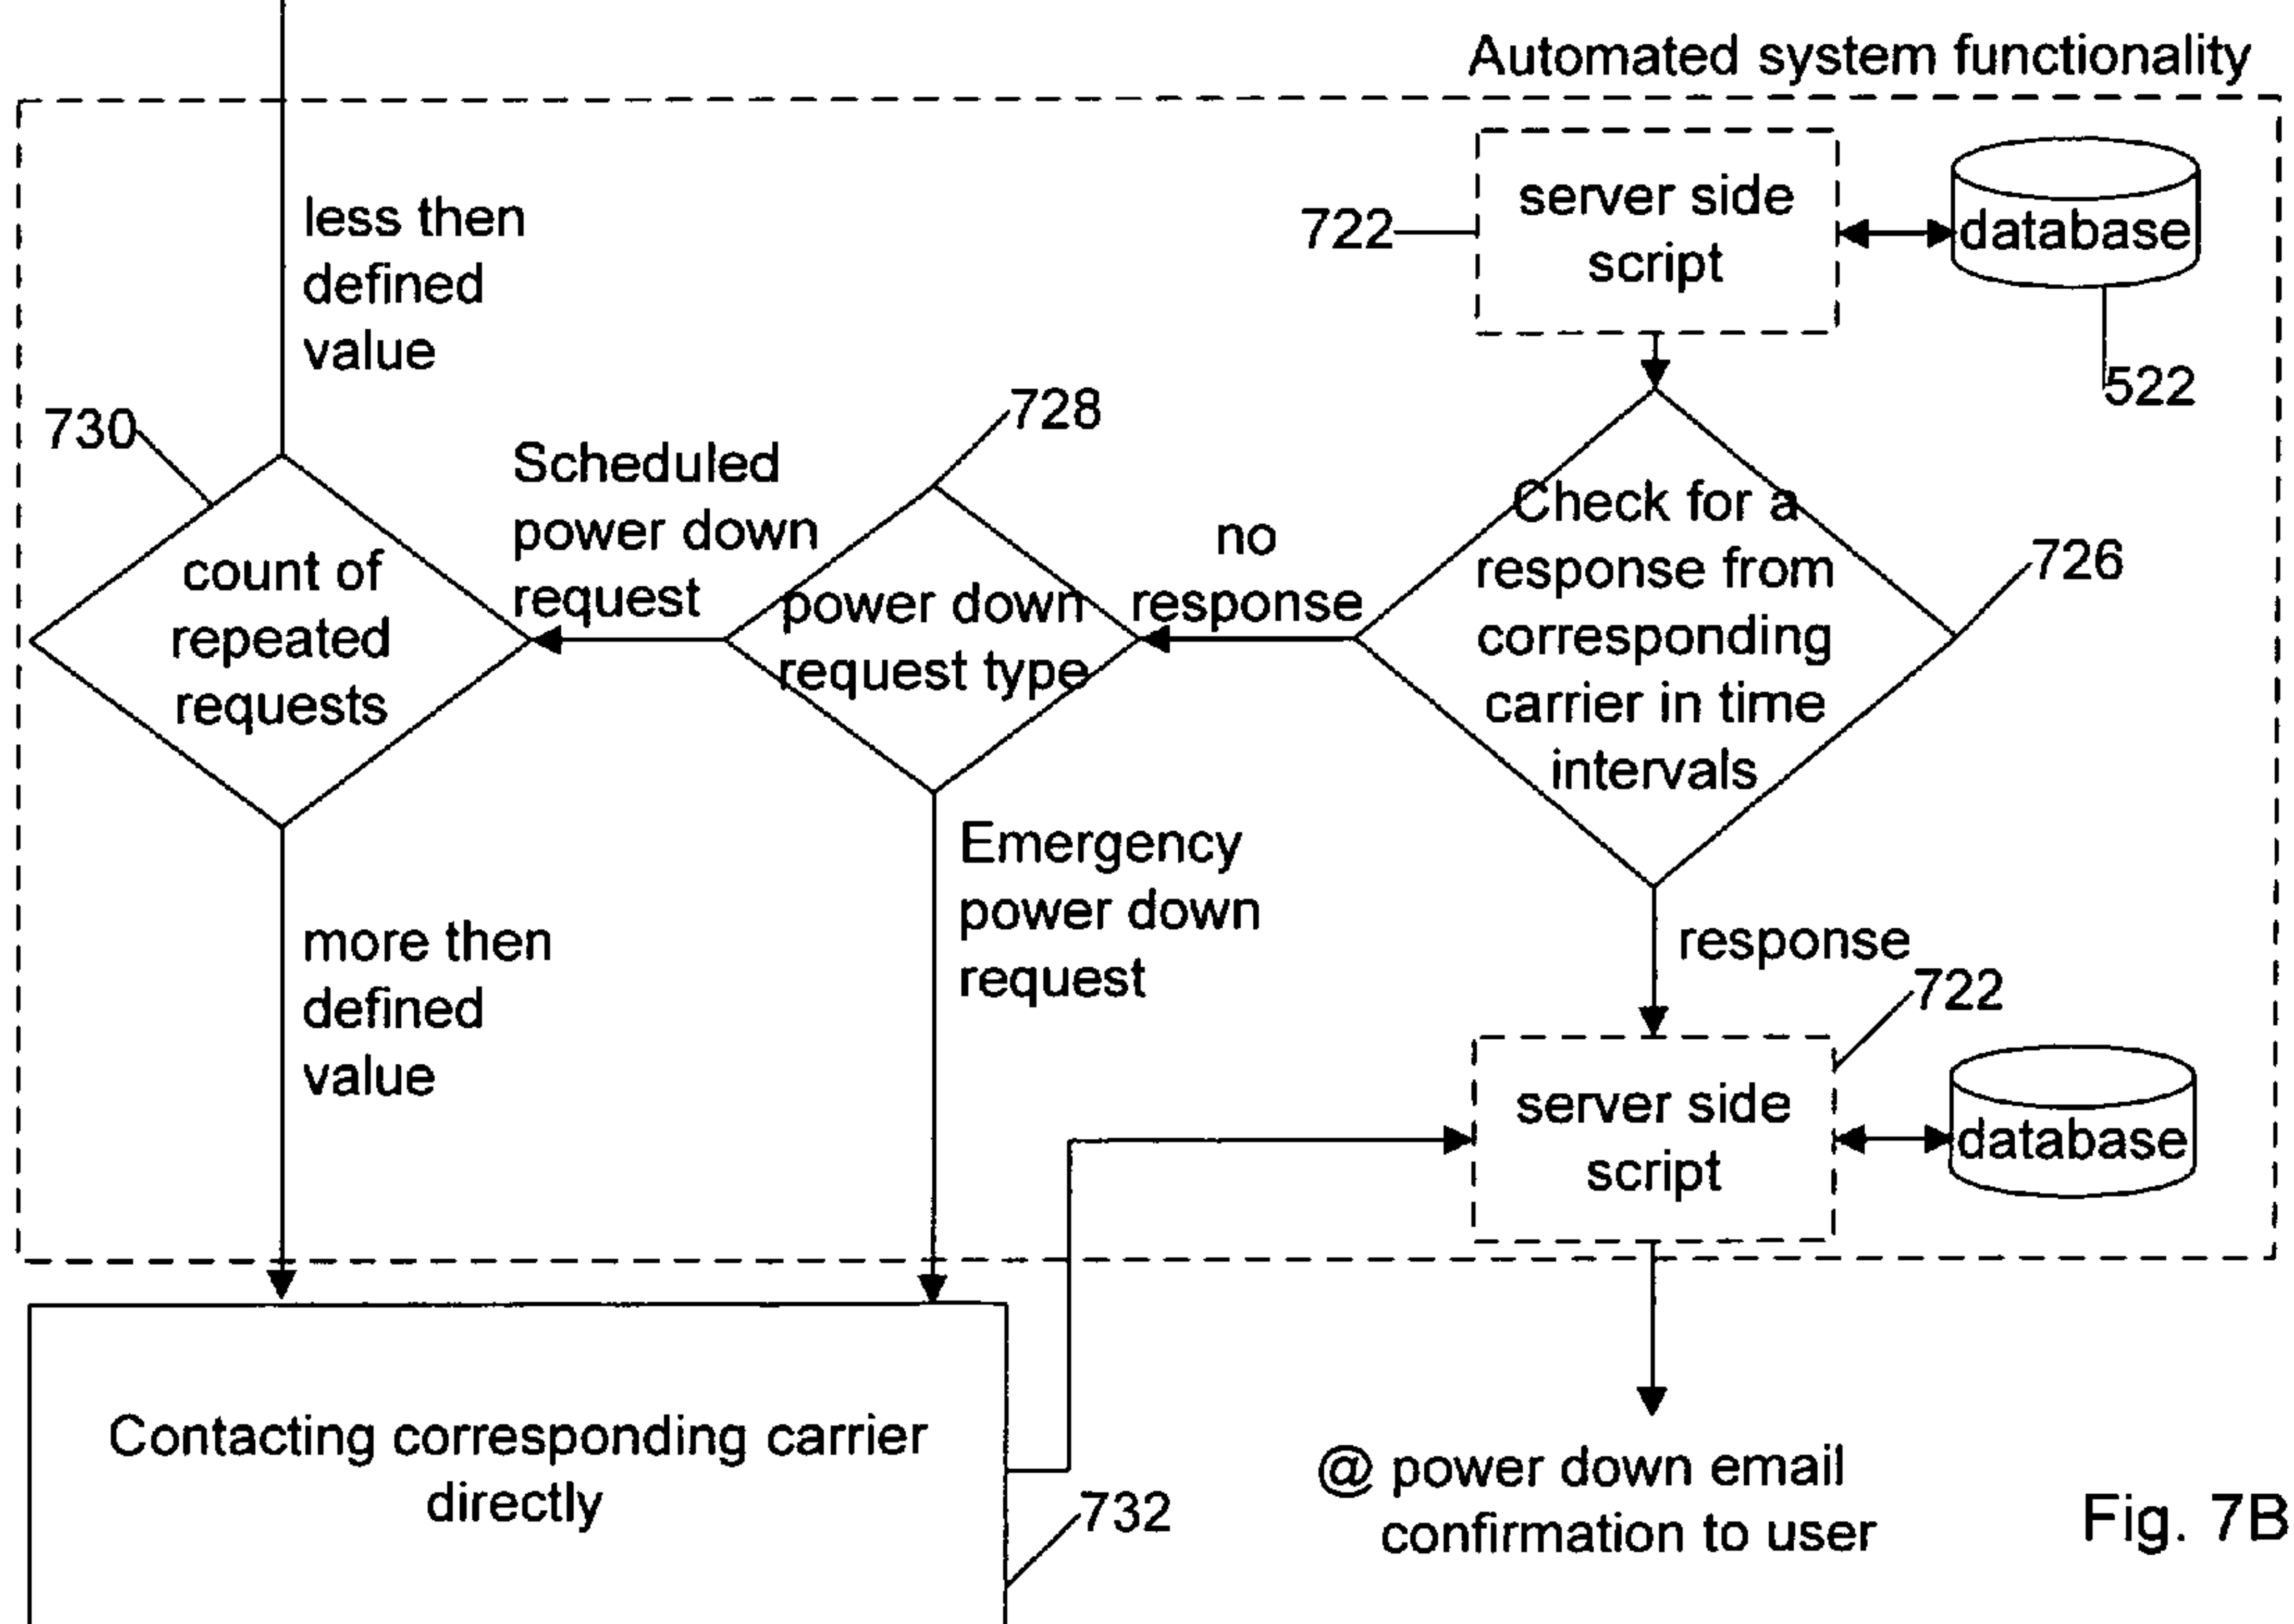 Automated system functionality
server side
script
722
database
522
less then
defined
value
730
728
Scheduled
power down
request
no
response
Check for a
response from
corresponding
carrier in time
intervals
726
count of
repeated
requests
power down
request type
Emergency
power down
request
more then
defined
value
response
722
server side
script
database
Contacting corresponding carrier
directly
732
@ power down email
confirmation to user
Fig. 7B